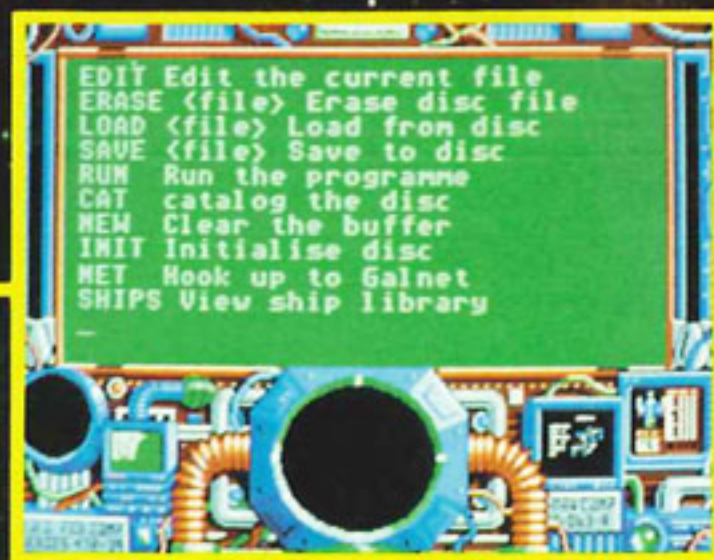 EDIT Edit the current file
ERASE <file> Erase disc file
LOAD <file> Load from disc
SAVE <file> Save to disc
RUN Run the programme
CAT catalog the disc
NEW Clear the buffer
INIT Initialise disc
NET Hook up to Galnet
SHIPS View ship library
_